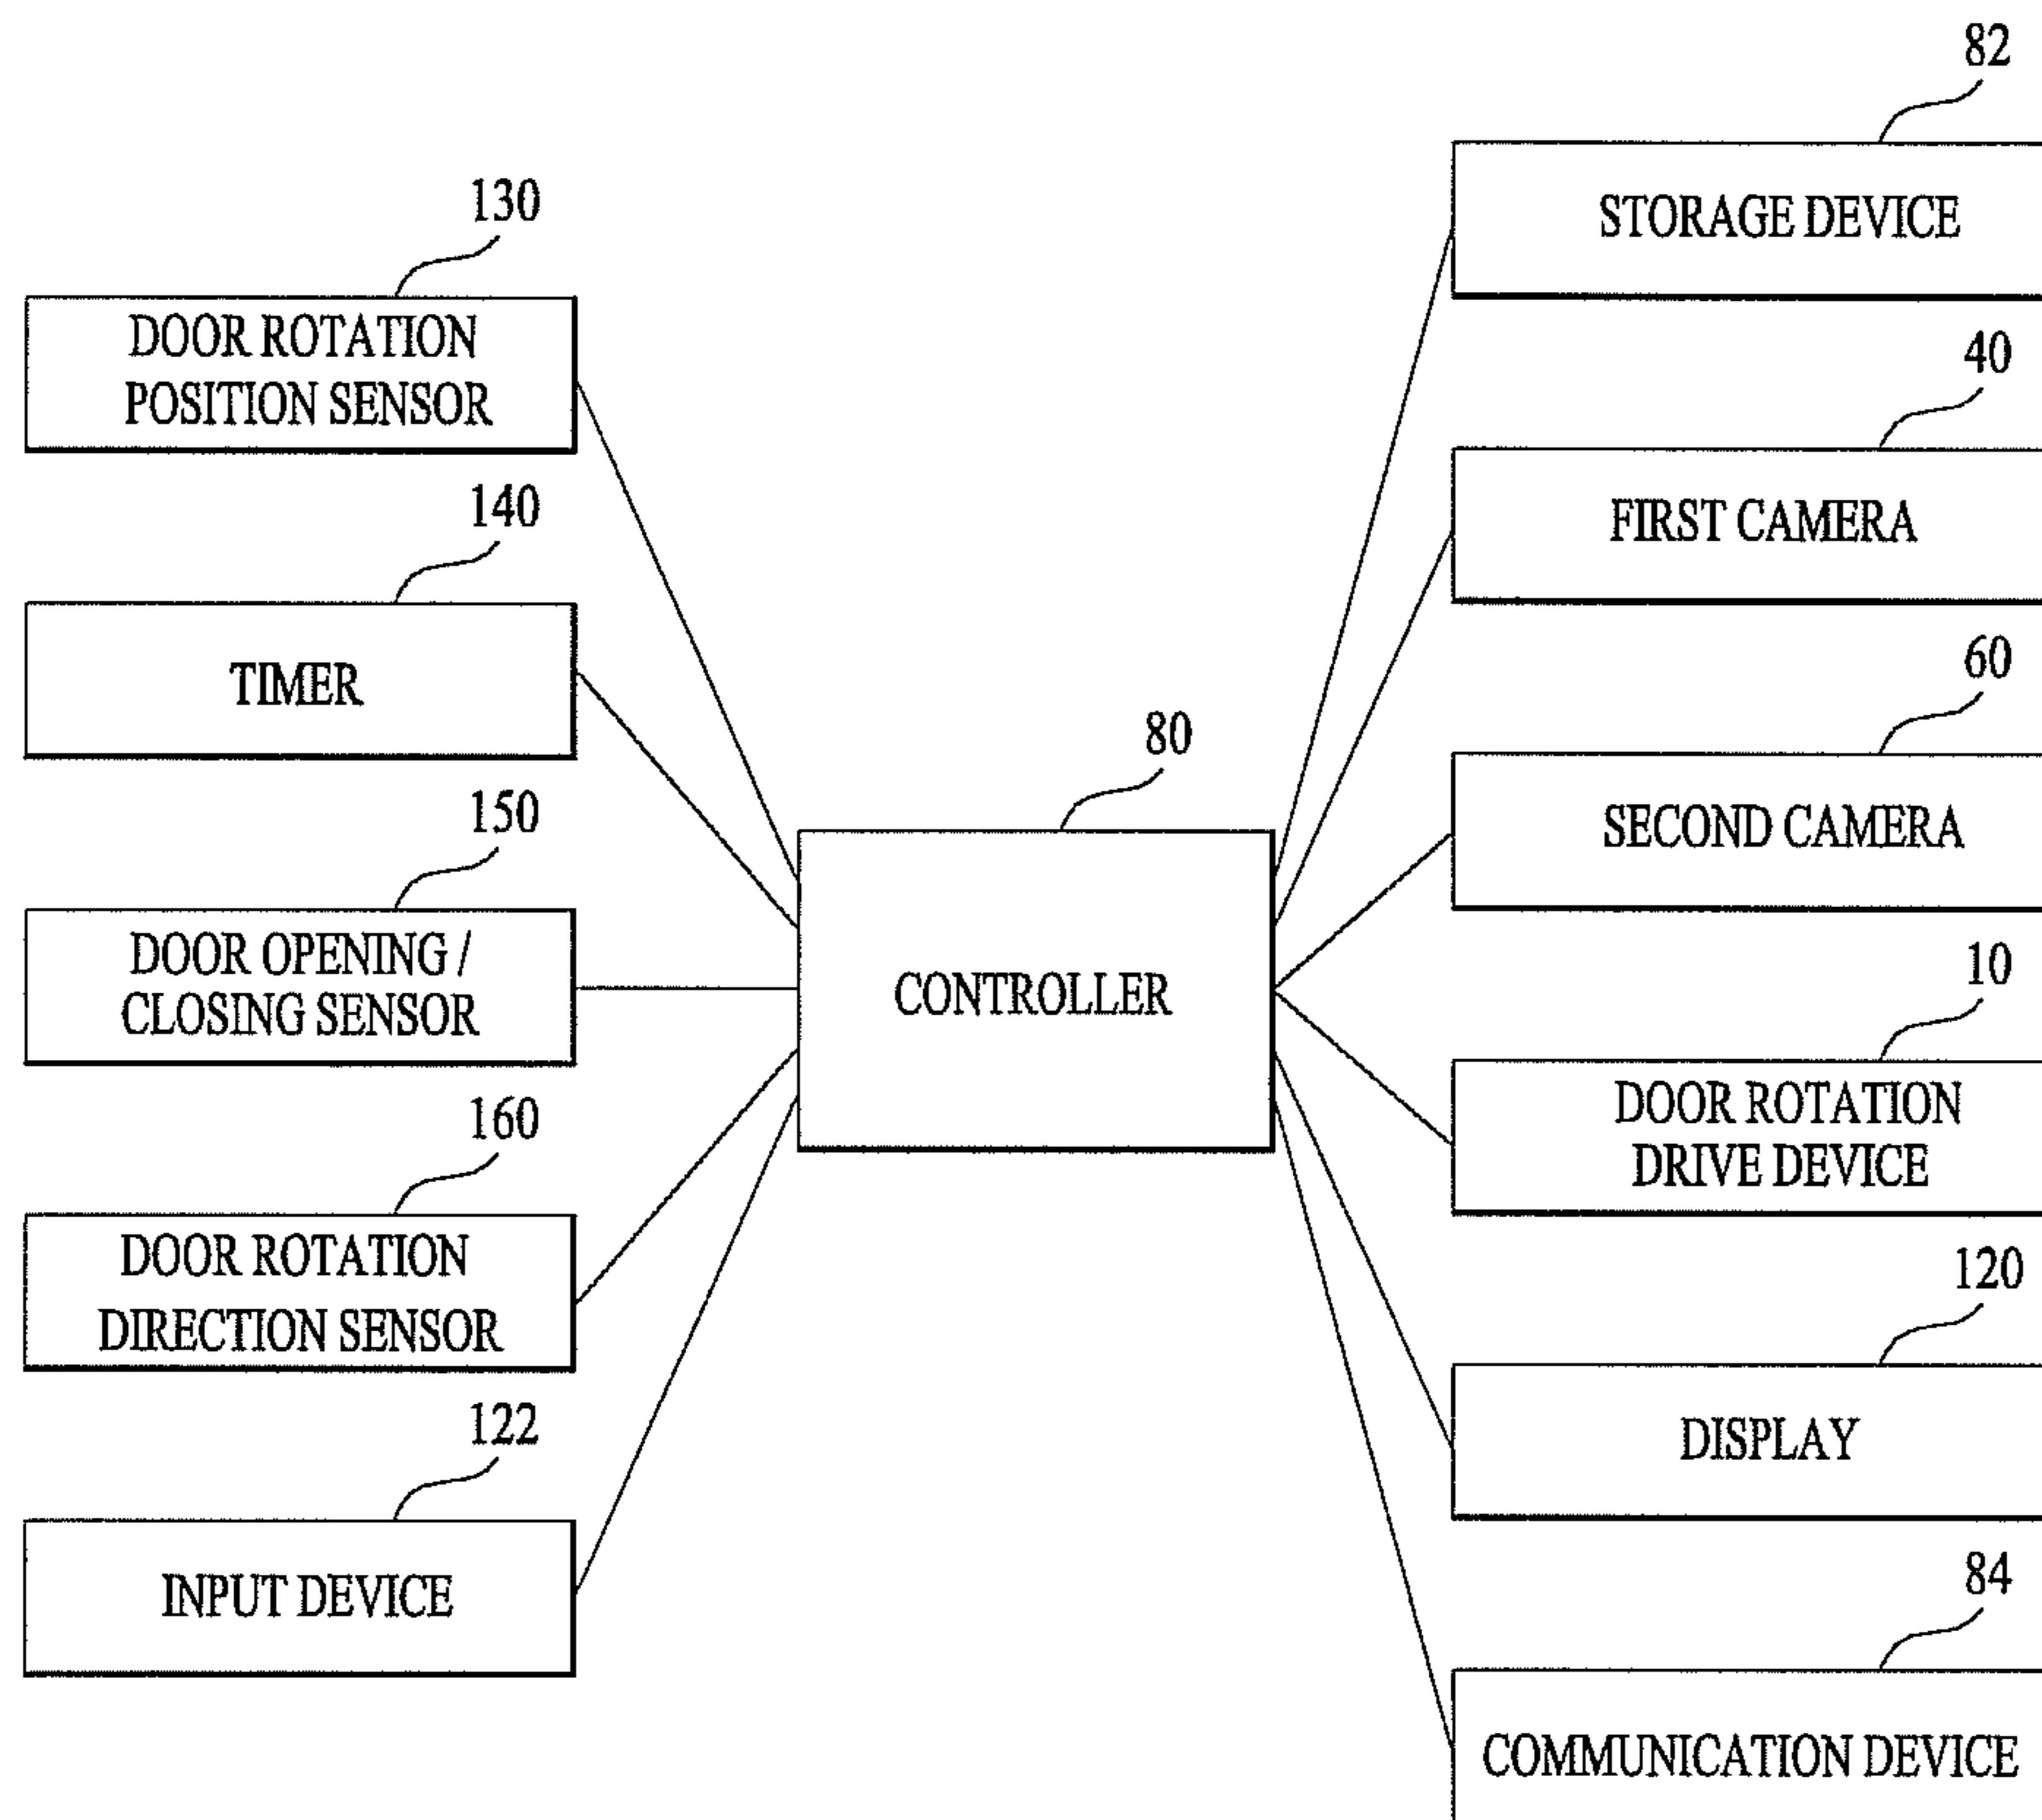 130
DOOR ROTATION
POSITION SENSOR
140
TIMER
150
DOOR OPENING /
CLOSING SENSOR
160
DOOR ROTATION
DIRECTION SENSOR
122
INPUT DEVICE
80
CONTROLLER
82
STORAGE DEVICE
40
FIRST CAMERA
60
SECOND CAMERA
10
DOOR ROTATION
DRIVE DEVICE
120
DISPLAY
84
COMMUNICATION DEVICE